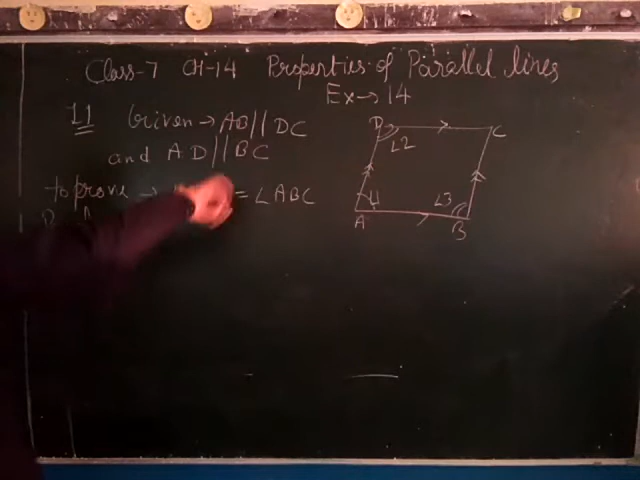 Class-7 CH-14 Properties of Parallel lines
Ex→14
11 Given→ AB||DC
and AD||BC
to prove → = ∠ABC
D C
∠2
∠1 ∠3
A B